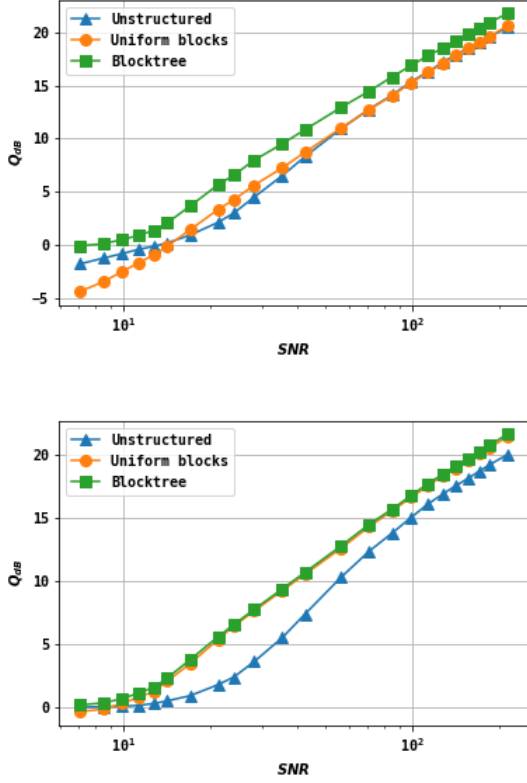 20
15
10
5
0
−5
Q_dB
Unstructured
Uniform blocks
Blocktree
10^1
10^2
SNR
20
15
10
5
0
Q_dB
Unstructured
Uniform blocks
Blocktree
10^1
10^2
SNR